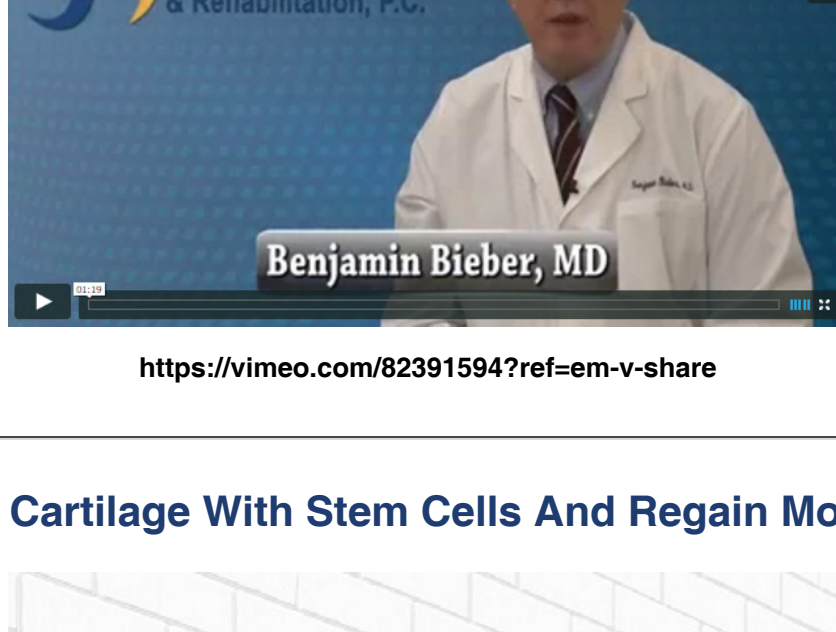 & Rehabilitation, P.C.
Benjamin Bieber, MD
01:19
https://vimeo.com/82391594?ref=em-v-share
Cartilage With Stem Cells And Regain Mo